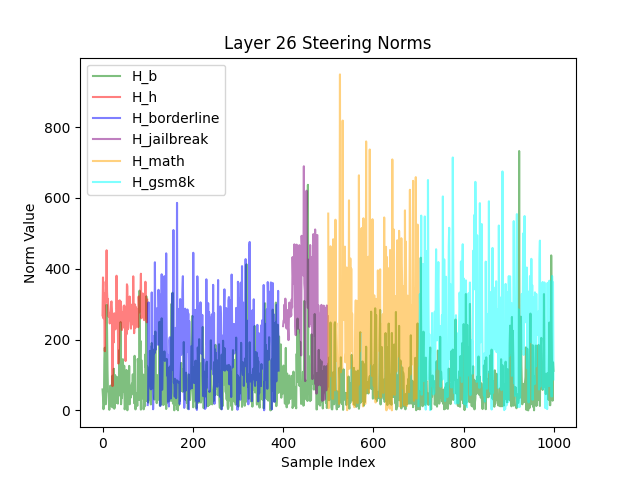 Layer 26 Steering Norms
H_b
H_h
H_borderline
H_jailbreak
H_math
H_gsm8k
Norm Value
800
600
400
200
0
0 200 400 600 800 1000
Sample Index